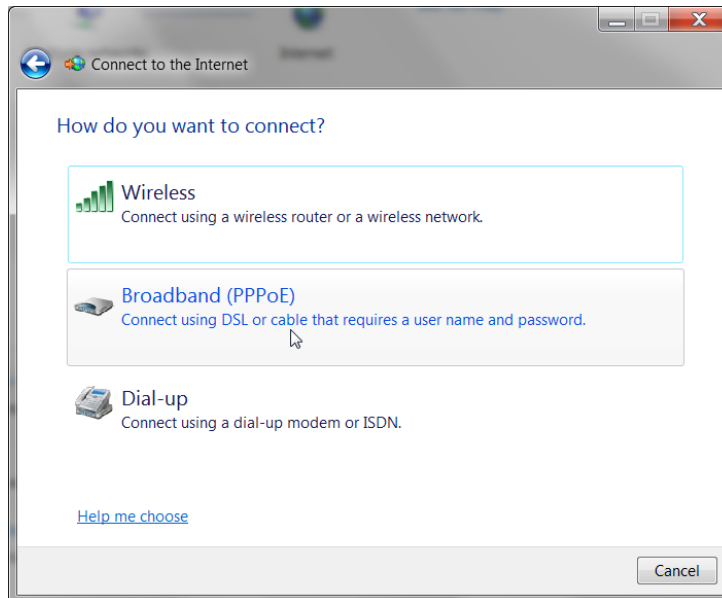 Connect to the Internet
How do you want to connect?
Wireless
Connect using a wireless router or a wireless network.
Broadband (PPPoE)
Connect using DSL or cable that requires a user name and password.
Dial-up
Connect using a dial-up modem or ISDN.
Help me choose
Cancel